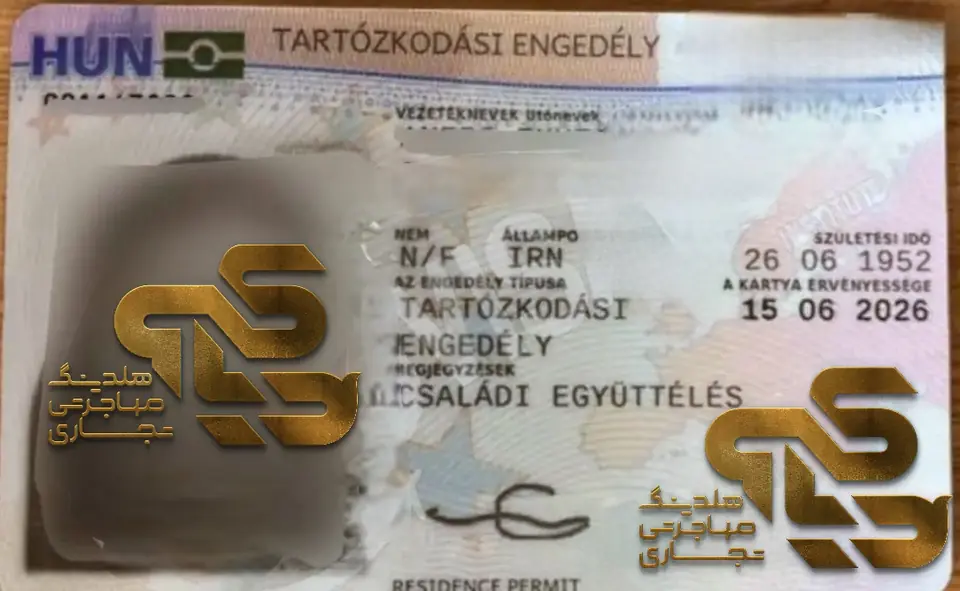 HUN
TARTÓZKODÁSI ENGEDÉLY
VEZETÉKNEVEK Utónevek
NEM ÁLLAMPO SZÜLETÉSI IDŐ
N/F IRN 26 06 1952
AZ ENGEDÉLY TÍPUSA A KÁRTYA ÉRVÉNYESSÉGE
TARTÓZKODÁSI 15 06 2026
ENGEDÉLY
MEGJEGYZÉSEK
CSALÁDI EGYÜTTÉLÉS
هلدینگ
مهاجرتی
تجاری
هلدینگ
مهاجرتی
تجاری
RESIDENCE PERMIT